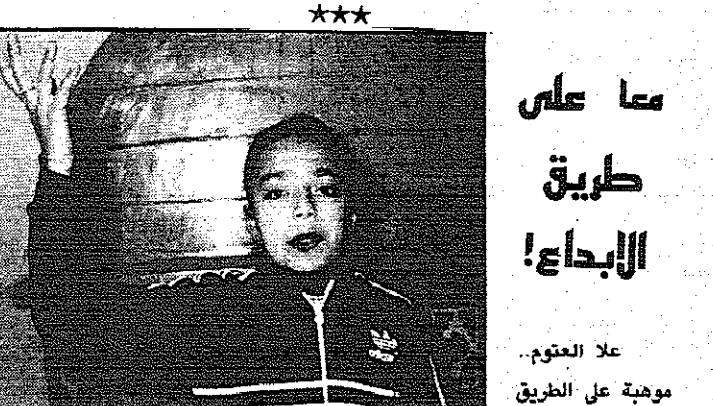 ★★★
معا على
طريق
الابداع!
علا العتوم..
موهبة على الطريق